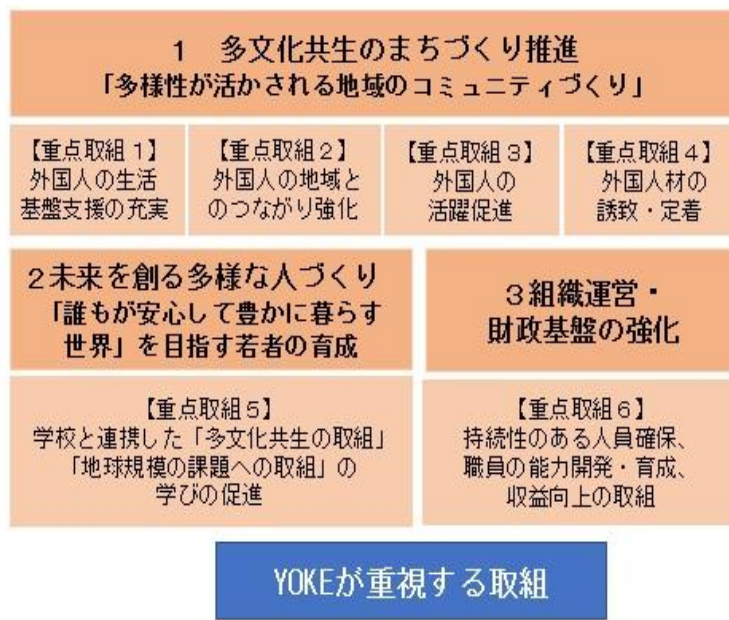 1　多文化共生のまちづくり推進
「多様性が活かされる地域のコミュニティづくり」
【重点取組１】
外国人の生活
基盤支援の充実
【重点取組２】
外国人の地域と
のつながり強化
【重点取組３】
外国人の
活躍促進
【重点取組４】
外国人材の
誘致・定着
２未来を創る多様な人づくり
「誰もが安心して豊かに暮らす
世界」を目指す若者の育成
【重点取組５】
学校と連携した「多文化共生の取組」
「地球規模の課題への取組」の
学びの促進
３組織運営・
財政基盤の強化
【重点取組６】
持続性のある人員確保、
職員の能力開発・育成、
収益向上の取組
YOKEが重視する取組